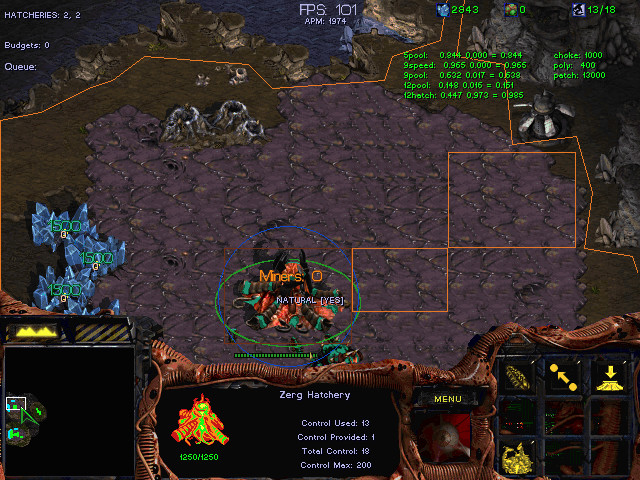 HATCHERIES: 2, 2
FPS: 101
APM: 1974
2843
0
13/18
Budgets: 0
Queue:
5pool: 0.844 0.000 = 0.844
9speed: 0.965 0.000 = 0.965
9pool: 0.632 0.017 = 0.638
12pool: 0.148 0.016 = 0.151
12hatch: 0.447 0.973 = 0.985
choke: 1000
poly: 400
patch: 13000
1500
1500
1500
Miners: 0
NATURAL [YES]
Zerg Hatchery
MENU
Control Used: 13
Control Provided: 1
Total Control: 18
Control Max: 200
1250/1250